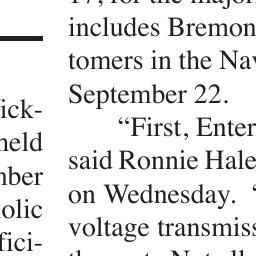 ick-
held
nber
olic
fici-
17, for the major
includes Bremon
tomers in the Nav
September 22.
“First, Enter
said Ronnie Hale
on Wednesday. “
voltage transmiss